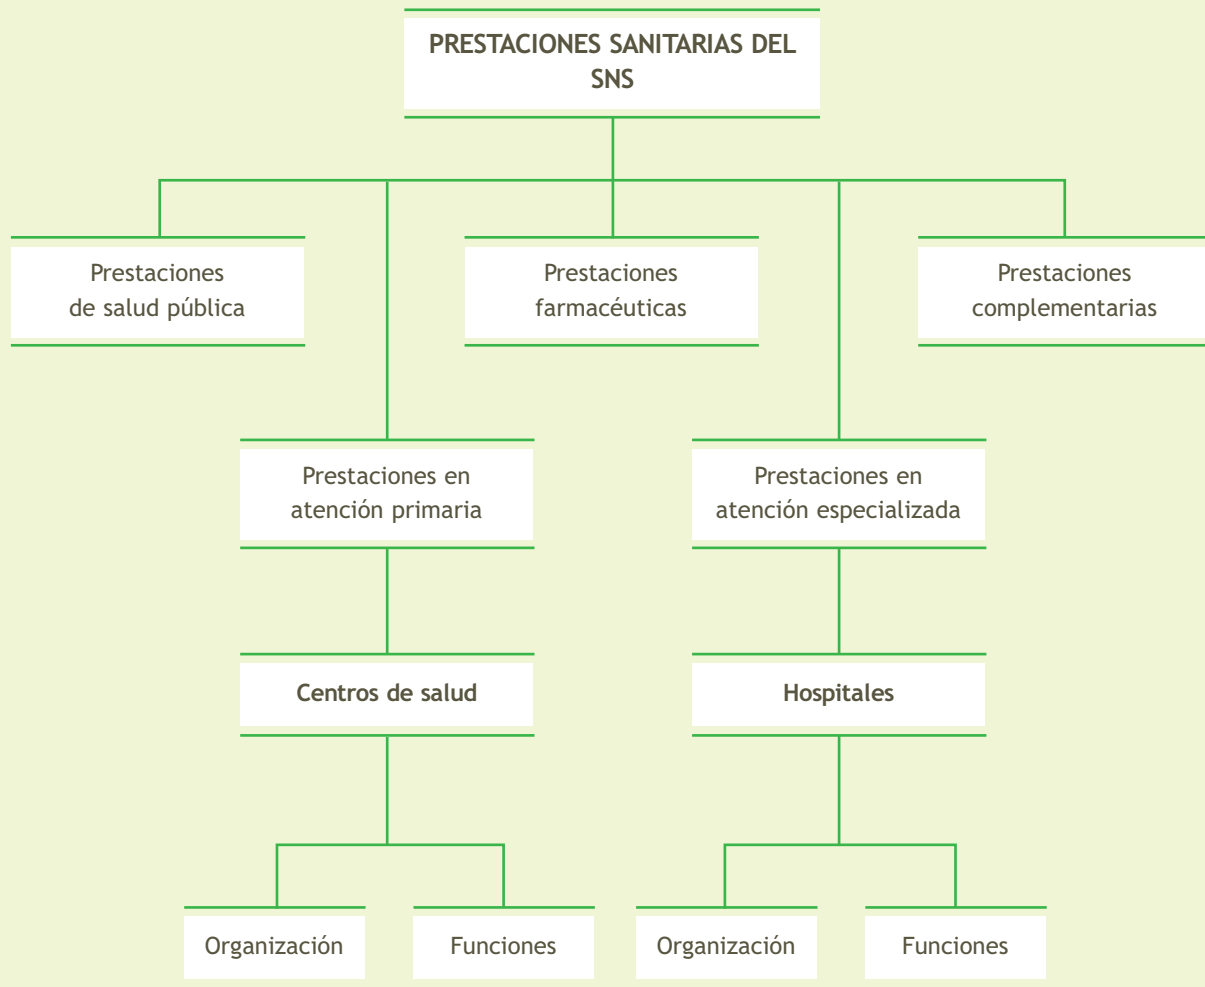 PRESTACIONES SANITARIAS DEL
SNS
Prestaciones
de salud pública
Prestaciones
farmacéuticas
Prestaciones
complementarias
Prestaciones en
atención primaria
Prestaciones en
atención especializada
Centros de salud
Hospitales
Organización
Funciones
Organización
Funciones